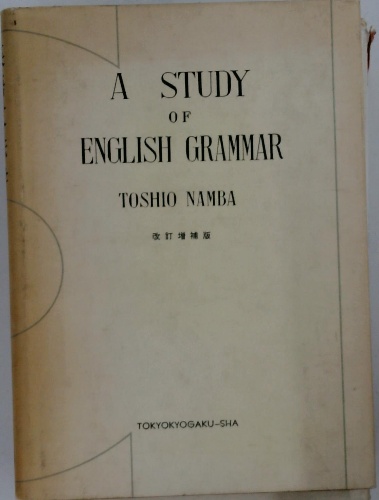 A STUDY
OF
ENGLISH GRAMMAR
TOSHIO NAMBA
改訂増補版
TOKYOKYOGAKU-SHA